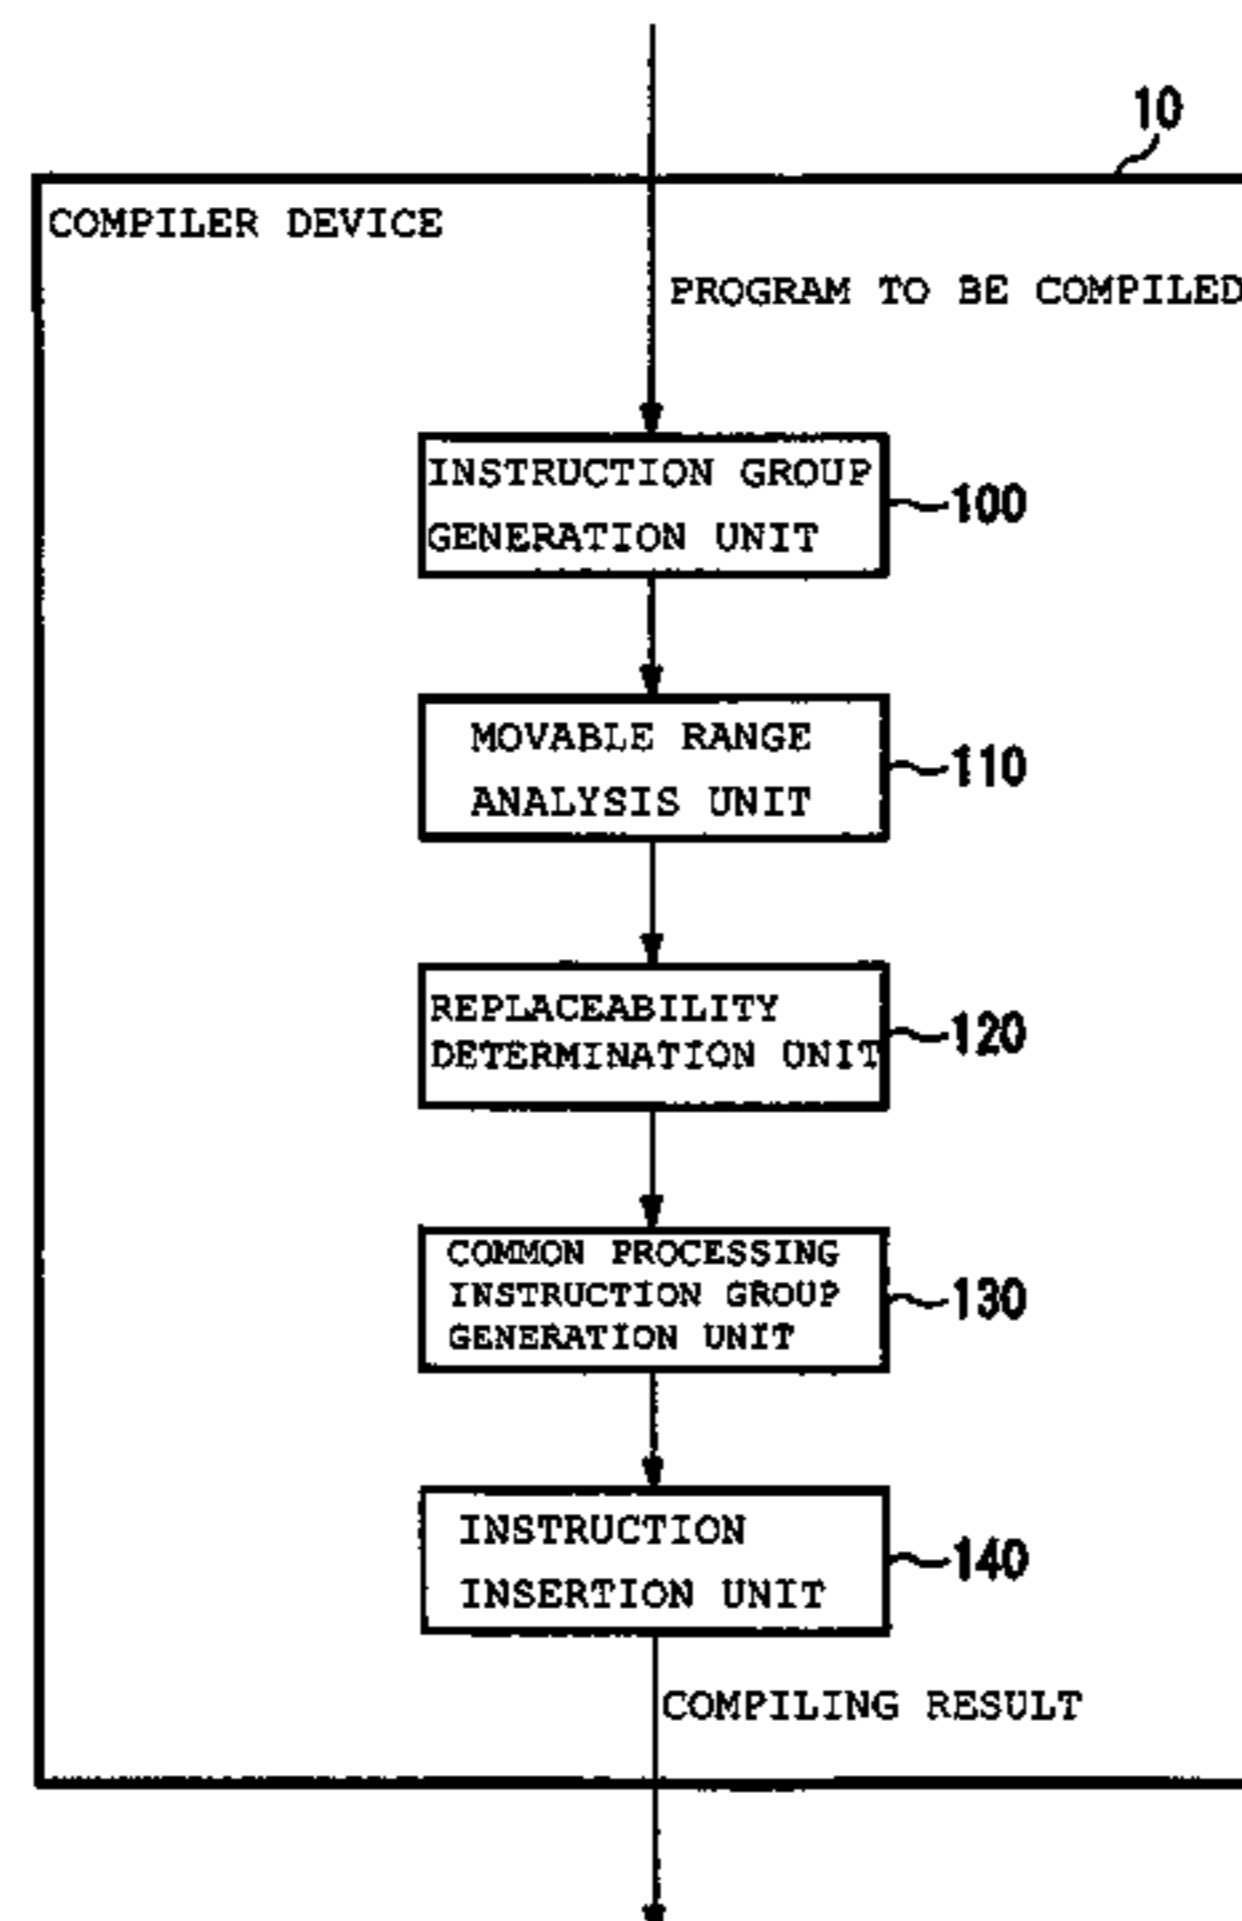 10
COMPILER DEVICE
PROGRAM TO BE COMPILED
INSTRUCTION GROUP
GENERATION UNIT
100
MOVABLE RANGE
ANALYSIS UNIT
110
REPLACEABILITY
DETERMINATION UNIT
120
COMMON PROCESSING
INSTRUCTION GROUP
GENERATION UNIT
130
INSTRUCTION
INSERTION UNIT
140
COMPILING RESULT